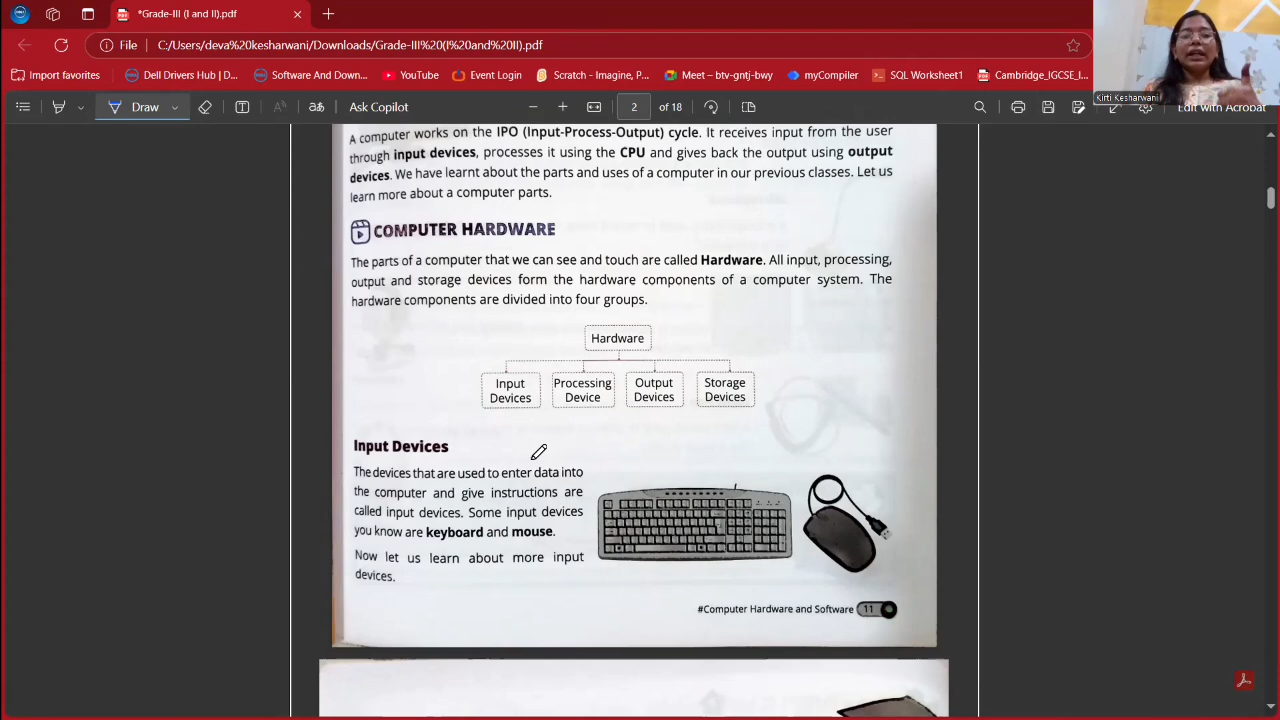 *Grade-III (I and II).pdf
File
C:/Users/deva%20kesharwani/Downloads/Grade-III%20(I%20and%20II).pdf
Import favorites
Dell Drivers Hub | D...
Software And Down...
YouTube
Event Login
Scratch - Imagine, P...
Meet – btv-gntj-bwy
myCompiler
SQL Worksheet1
Cambridge_IGCSE_I...
Kirti Kesharwani
Draw
Ask Copilot
2 of 18
Edit with Acrobat
A computer works on the IPO (Input-Process-Output) cycle. It receives input from the user
through input devices, processes it using the CPU and gives back the output using output
devices. We have learnt about the parts and uses of a computer in our previous classes. Let us
learn more about a computer parts.
COMPUTER HARDWARE
The parts of a computer that we can see and touch are called Hardware. All input, processing,
output and storage devices form the hardware components of a computer system. The
hardware components are divided into four groups.
Hardware
Input Devices
Processing Device
Output Devices
Storage Devices
Input Devices
The devices that are used to enter data into
the computer and give instructions are
called input devices. Some input devices
you know are keyboard and mouse.
Now let us learn about more input
devices.
#Computer Hardware and Software 11